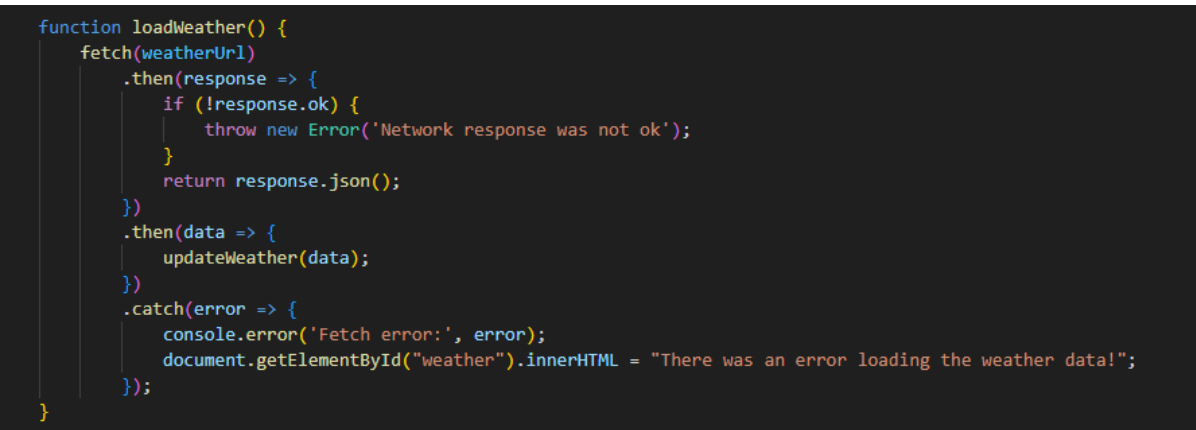 function loadWeather() {
    fetch(weatherUrl)
        .then(response => {
            if (!response.ok) {
                throw new Error('Network response was not ok');
            }
            return response.json();
        })
        .then(data => {
            updateWeather(data);
        })
        .catch(error => {
            console.error('Fetch error:', error);
            document.getElementById("weather").innerHTML = "There was an error loading the weather data!";
        });
}